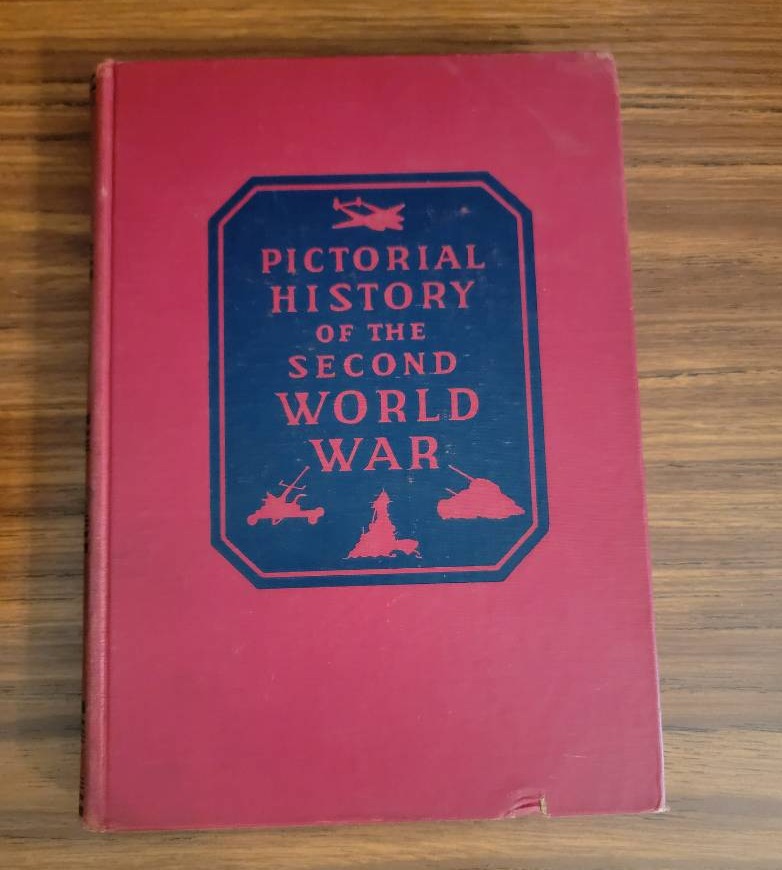 PICTORIAL
HISTORY
OF THE
SECOND
WORLD
WAR